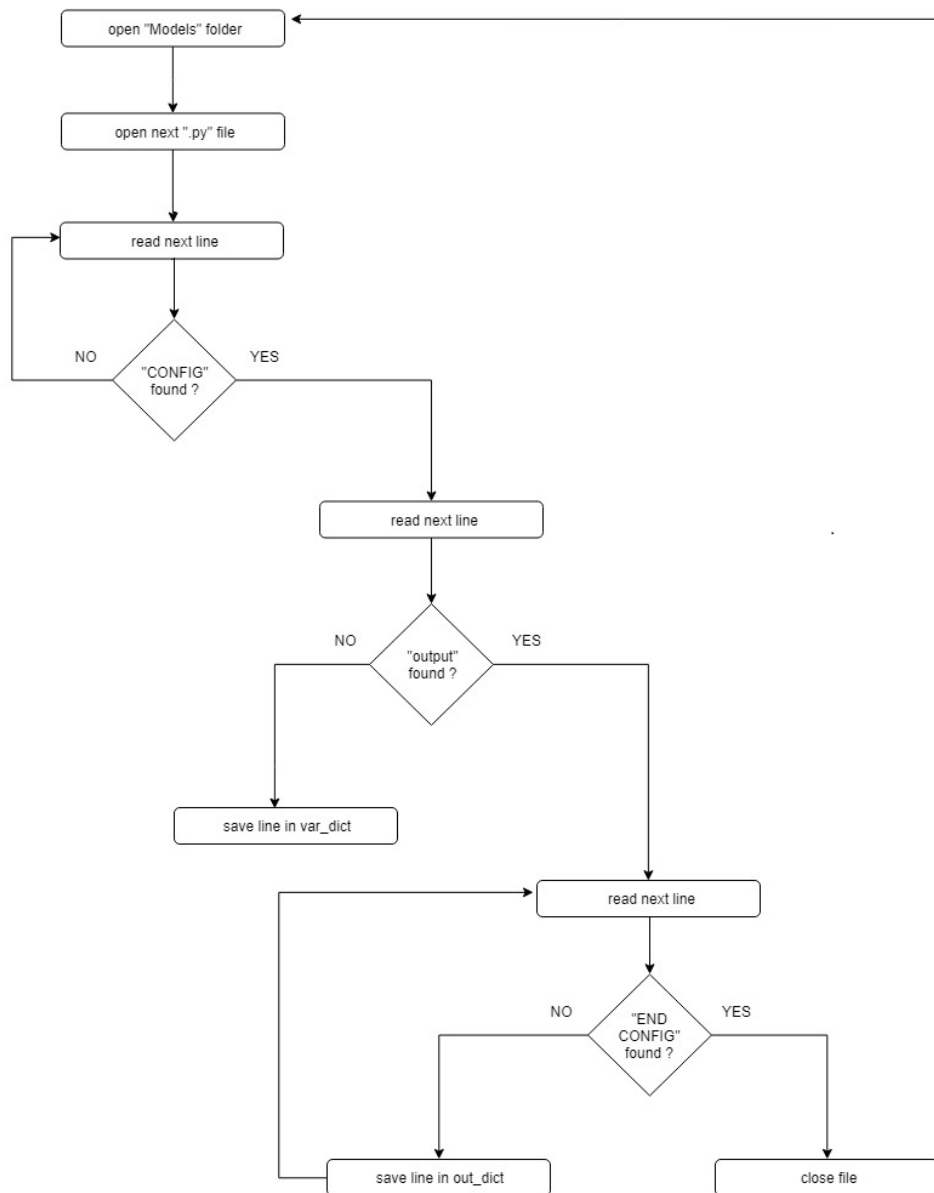 open "Models" folder
open next ".py" file
read next line
NO
YES
"CONFIG"
found ?
read next line
NO
YES
"output"
found ?
save line in var_dict
read next line
NO
YES
"END
CONFIG"
found ?
save line in out_dict
close file